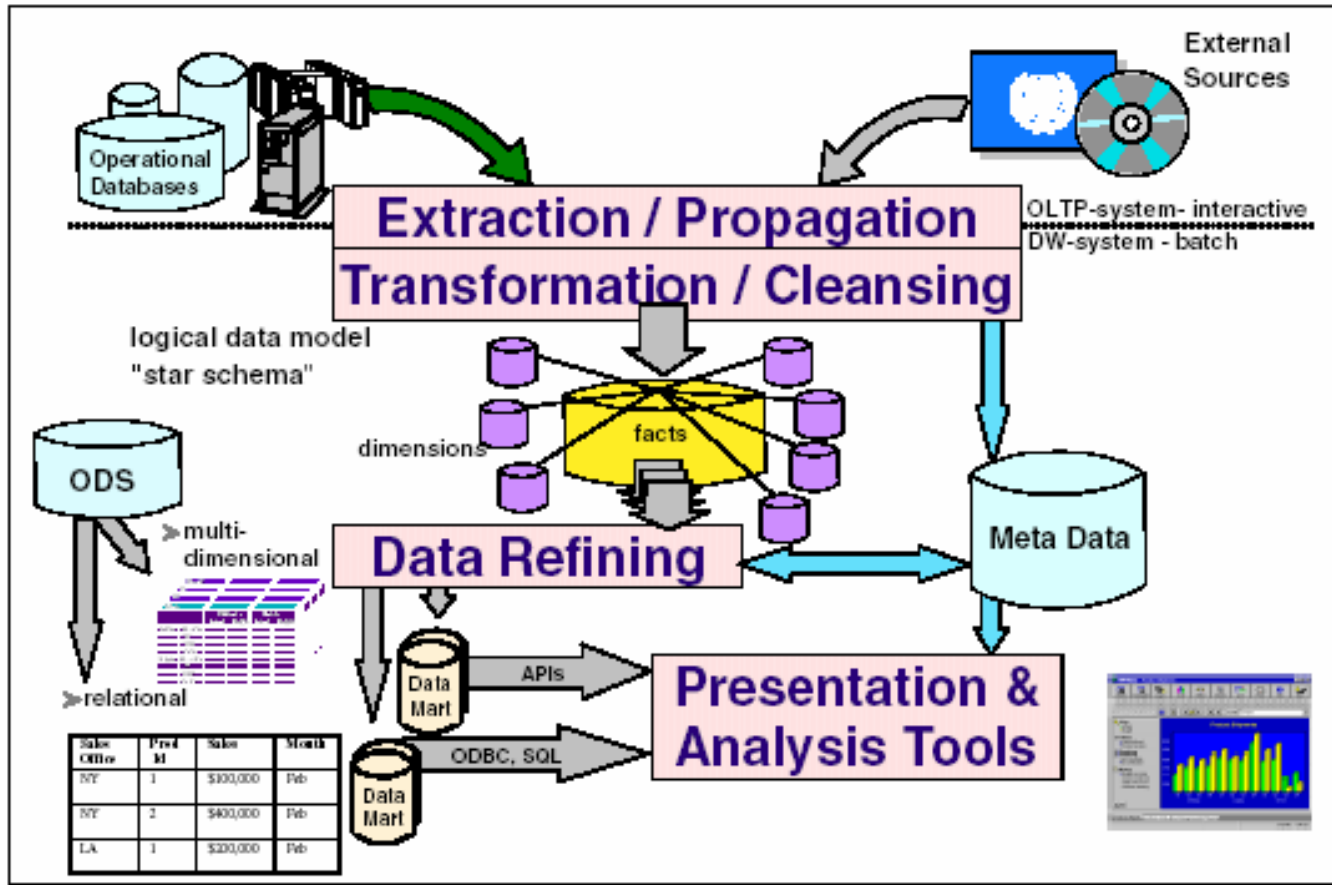 External
Sources
Operational
Databases
Extraction / Propagation
OLTP-system- interactive
DW-system - batch
Transformation / Cleansing
logical data model
"star schema"
facts
dimensions
ODS
multi-
dimensional
Meta Data
Data Refining
relational
Data
Mart
APIs
Presentation &
Analysis Tools
ODBC, SQL
Data
Mart
Sales Office Prod Id Sales Month
NY 1 $100,000 Feb
NY 2 $400,000 Feb
LA 1 $200,000 Feb